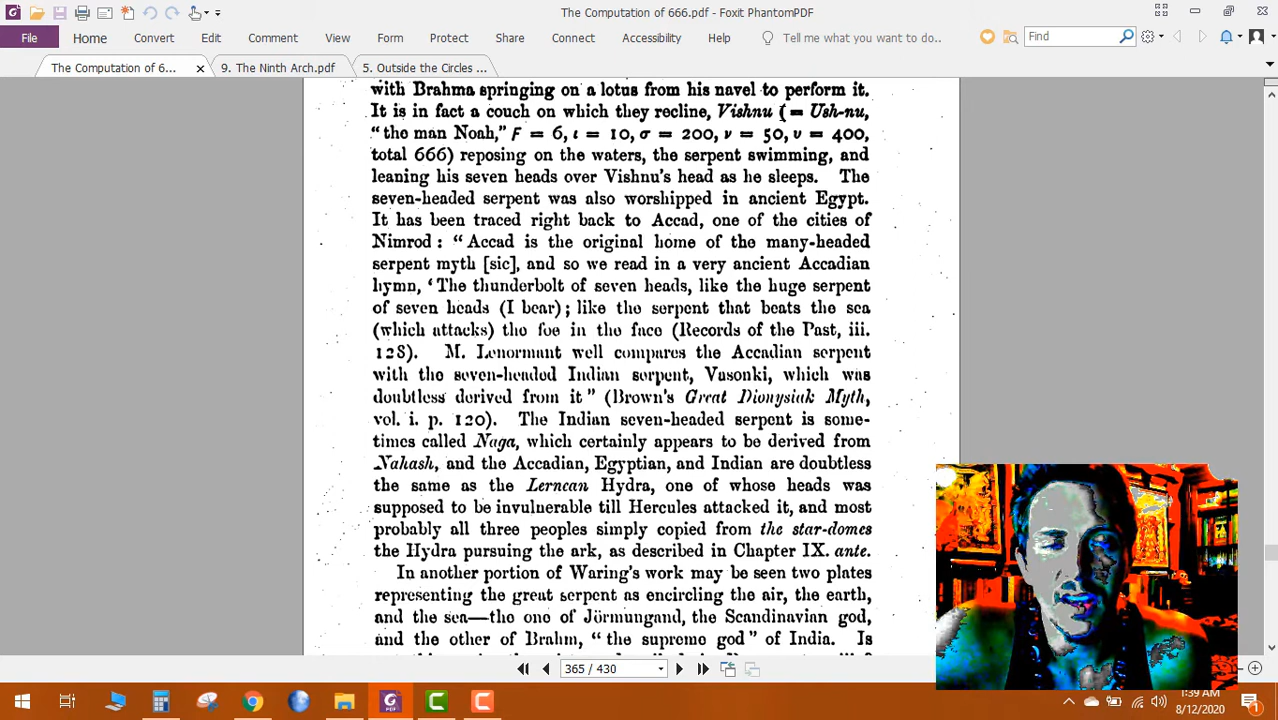 The Computation of 666.pdf - Foxit PhantomPDF
File Home Convert Edit Comment View Form Protect Share Connect Accessibility Help Tell me what you want to do.. Find
The Computation of 6... 9. The Ninth Arch.pdf 5. Outside the Circles ...
with Brahma springing on a lotus from his navel to perform it.
It is in fact a couch on which they recline, Vishnu (= Ush-nu,
"the man Noah," F = 6, ι = 10, σ = 200, ν = 50, υ = 400,
total 666) reposing on the waters, the serpent swimming, and
leaning his seven heads over Vishnu's head as he sleeps. The
seven-headed serpent was also worshipped in ancient Egypt.
It has been traced right back to Accad, one of the cities of
Nimrod: "Accad is the original home of the many-headed
serpent myth [sic], and so we read in a very ancient Accadian
hymn, 'The thunderbolt of seven heads, like the huge serpent
of seven heads (I bear); like the serpent that beats the sea
(which attacks) the foe in the face (Records of the Past, iii.
128). M. Lenormant well compares the Accadian serpent
with the seven-headed Indian serpent, Vasouki, which was
doubtless derived from it" (Brown's Great Dionysiak Myth,
vol. i. p. 120). The Indian seven-headed serpent is some-
times called Naga, which certainly appears to be derived from
Nahash, and the Accadian, Egyptian, and Indian are doubtless
the same as the Lernean Hydra, one of whose heads was
supposed to be invulnerable till Hercules attacked it, and most
probably all three peoples simply copied from the star-domes
the Hydra pursuing the ark, as described in Chapter IX. ante.
In another portion of Waring's work may be seen two plates
representing the great serpent as encircling the air, the earth,
and the sea—the one of Jörmungand, the Scandinavian god,
and the other of Brahm, "the supreme god" of India. Is
365 / 430
1:39 AM
8/12/2020